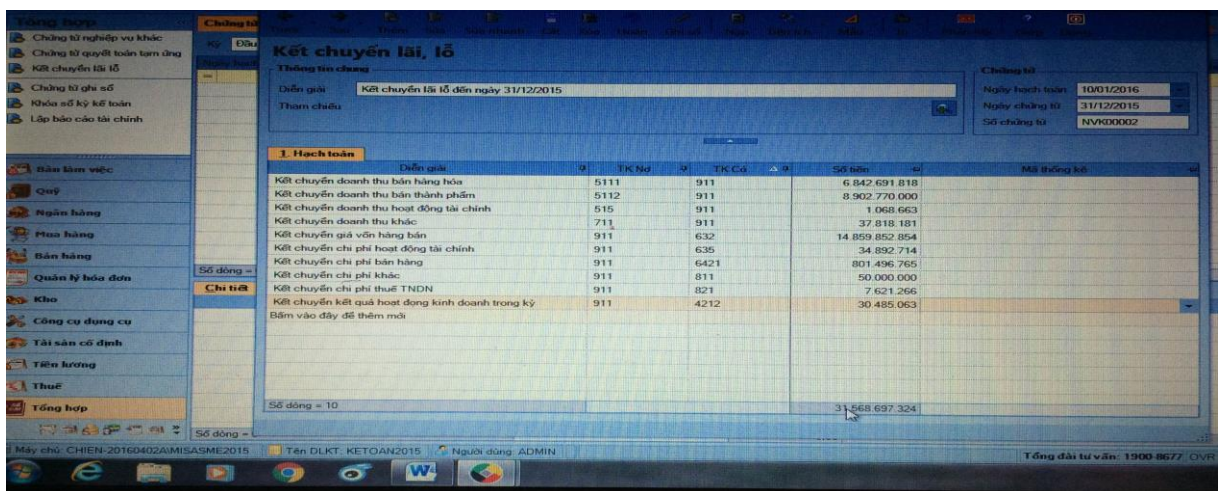 Tổng hợp
Chứng từ nghiệp vụ khác
Chứng từ quyết toán tạm ứng
Kết chuyển lãi lỗ
Chứng từ ghi sổ
Khóa sổ kỳ kế toán
Lập báo cáo tài chính
Bàn làm việc
Quỹ
Ngân hàng
Mua hàng
Bán hàng
Quản lý hóa đơn
Kho
Công cụ dụng cụ
Tài sản cố định
Tiền lương
Thuế
Tổng hợp
Chứng từ
Kỳ Đầu
Số dòng =
Chi tiết
Số dòng =
Kết chuyển lãi, lỗ
Thông tin chung
Diễn giải Kết chuyển lãi lỗ đến ngày 31/12/2015
Tham chiếu
Chứng từ
Ngày hạch toán 10/01/2016
Ngày chứng từ 31/12/2015
Số chứng từ NVK00002
1. Hạch toán
Diễn giải TK Nợ TK Có Số tiền Mã thống kê
Kết chuyển doanh thu bán hàng hóa 5111 911 6.842.691.818
Kết chuyển doanh thu bán thành phẩm 5112 911 8.902.770.000
Kết chuyển doanh thu hoạt động tài chính 515 911 1.068.663
Kết chuyển doanh thu khác 711 911 37.818.181
Kết chuyển giá vốn hàng bán 911 632 14.859.852.854
Kết chuyển chi phí hoạt động tài chính 911 635 34.892.714
Kết chuyển chi phí bán hàng 911 6421 801.496.765
Kết chuyển chi phí khác 911 811 50.000.000
Kết chuyển chi phí thuế TNDN 911 821 7.621.266
Kết chuyển kết quả hoạt đọng kinh doanh trong kỳ 911 4212 30.485.063
Bấm vào đây để thêm mới
Số dòng = 10 31.568.697.324
Máy chủ: CHIEN-20160402A\MISASME2015 Tên DLKT: KETOAN2015 Người dùng: ADMIN
Tổng đài tư vấn: 1900-8677 OVR